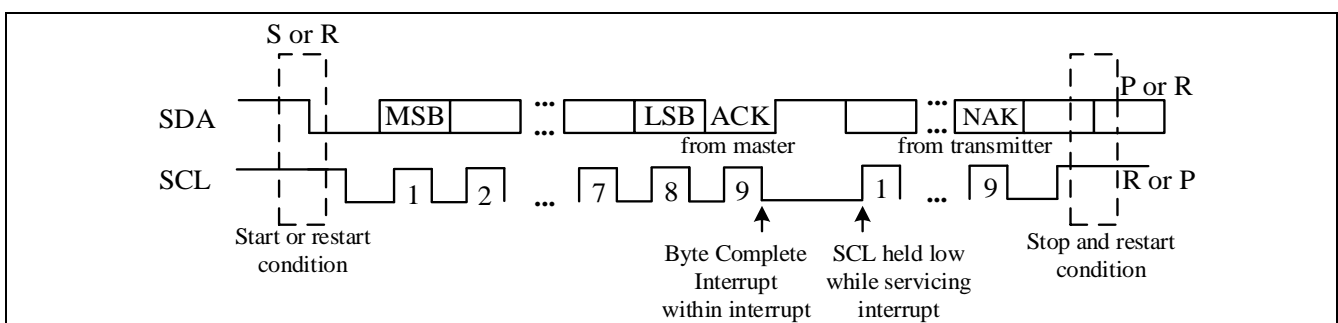 S or R
P or R
SDA
MSB
...
...
LSB
ACK
...
...
NAK
from master
from transmitter
SCL
1
2
...
7
8
9
1
...
9
R or P
Start or restart
condition
Byte Complete
Interrupt
within interrupt
SCL held low
while servicing
interrupt
Stop and restart
condition